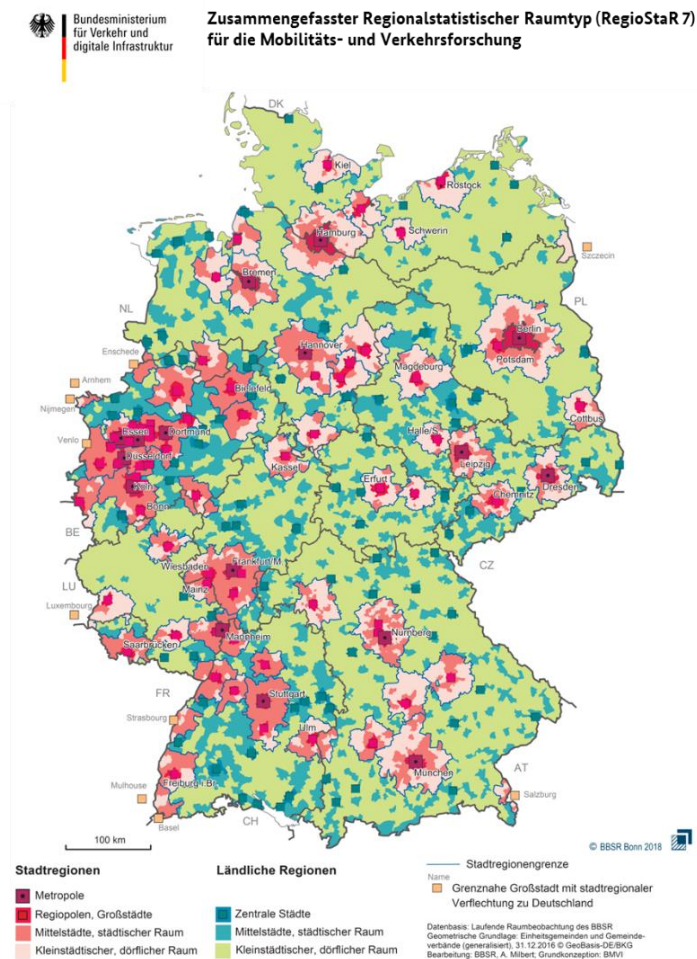 Bundesministerium
für Verkehr und
digitale Infrastruktur
Zusammengefasster Regionalstatistischer Raumtyp (RegioStaR 7)
für die Mobilitäts- und Verkehrsforschung
DK
Kiel
Rostock
Hamburg
Schwerin
Szczecin
Bremen
PL
NL
Berlin
Hannover
Enschede
Potsdam
Magdeburg
Arnhem
Bielefeld
Nijmegen
Cottbus
Essen
Dortmund
Halle/S.
Venlo
Düsseldorf
Leipzig
Kassel
Erfurt
Dresden
Köln
Chemnitz
Bonn
BE
Wiesbaden
Frankfurt/M.
CZ
LU
Mainz
Luxembourg
Nürnberg
Mannheim
Saarbrücken
FR
Stuttgart
Strasbourg
Ulm
München
AT
Freiburg i.Br.
Mulhouse
Salzburg
CH
Basel
100 km
© BBSR Bonn 2018
Stadtregionen
Ländliche Regionen
Stadtregionengrenze
Name
Grenznahe Großstadt mit stadtregionaler
Verflechtung zu Deutschland
Metropole
Regiopolen, Großstädte
Zentrale Städte
Mittelstädte, städtischer Raum
Mittelstädte, städtischer Raum
Kleinstädtischer, dörflicher Raum
Kleinstädtischer, dörflicher Raum
Datenbasis: Laufende Raumbeobachtung des BBSR
Geometrische Grundlage: Einheitsgemeinden und Gemeinde-
verbände (generalisiert), 31.12.2016 © GeoBasis-DE/BKG
Bearbeitung: BBSR, A. Milbert; Grundkonzeption: BMVI